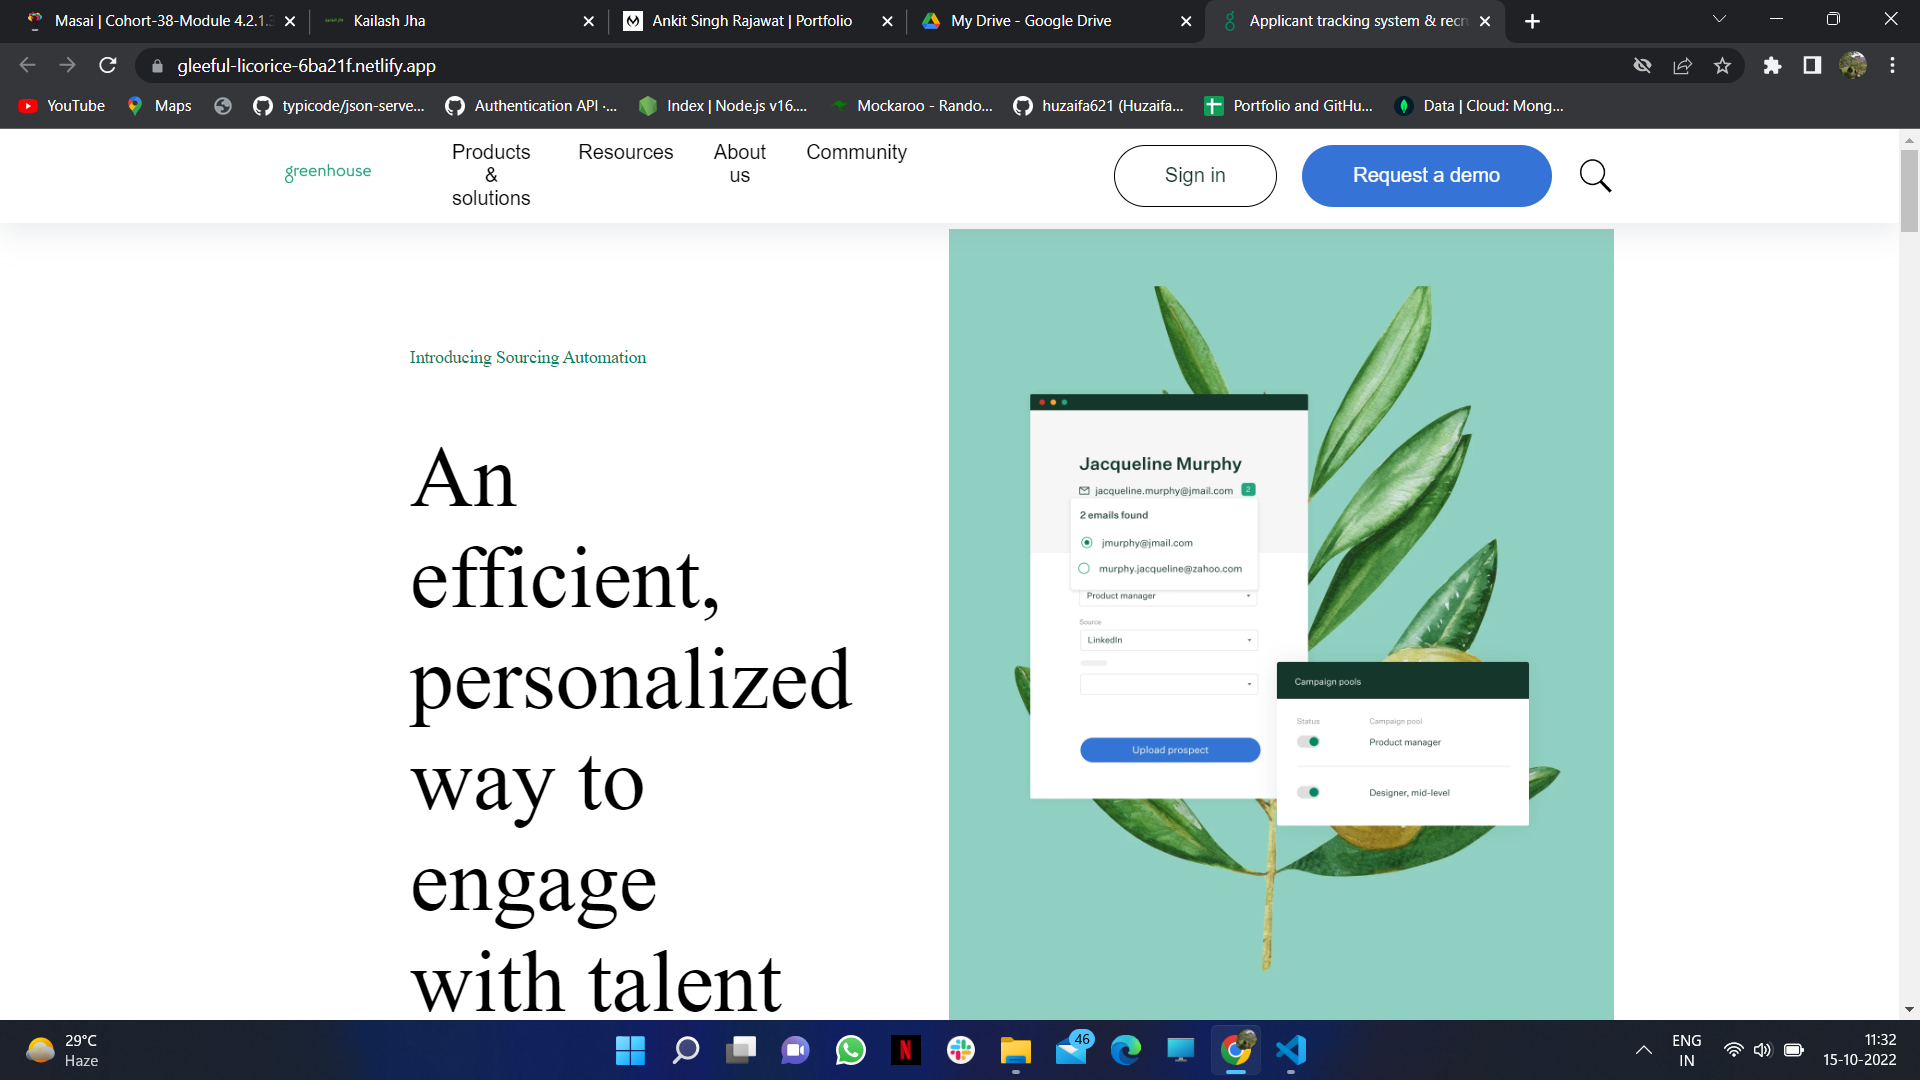 Masai | Cohort-38-Module 4.2.1.3
Kailash Jha
Ankit Singh Rajawat | Portfolio
My Drive - Google Drive
Applicant tracking system & recru
gleeful-licorice-6ba21f.netlify.app
YouTube
Maps
typicode/json-serve...
Authentication API ·...
Index | Node.js v16....
Mockaroo - Rando...
huzaifa621 (Huzaifa...
Portfolio and GitHu...
Data | Cloud: Mong...
greenhouse
Products
&
solutions
Resources
About
us
Community
Sign in
Request a demo
Introducing Sourcing Automation
An
efficient,
personalized
way to
engage
with talent
Jacqueline Murphy
jacqueline.murphy@jmail.com
2
2 emails found
jmurphy@jmail.com
murphy.jacqueline@zahoo.com
Product manager
Source
LinkedIn
Upload prospect
Campaign pools
Status
Campaign pool
Product manager
Designer, mid-level
29°C
Haze
46
ENG
IN
11:32
15-10-2022